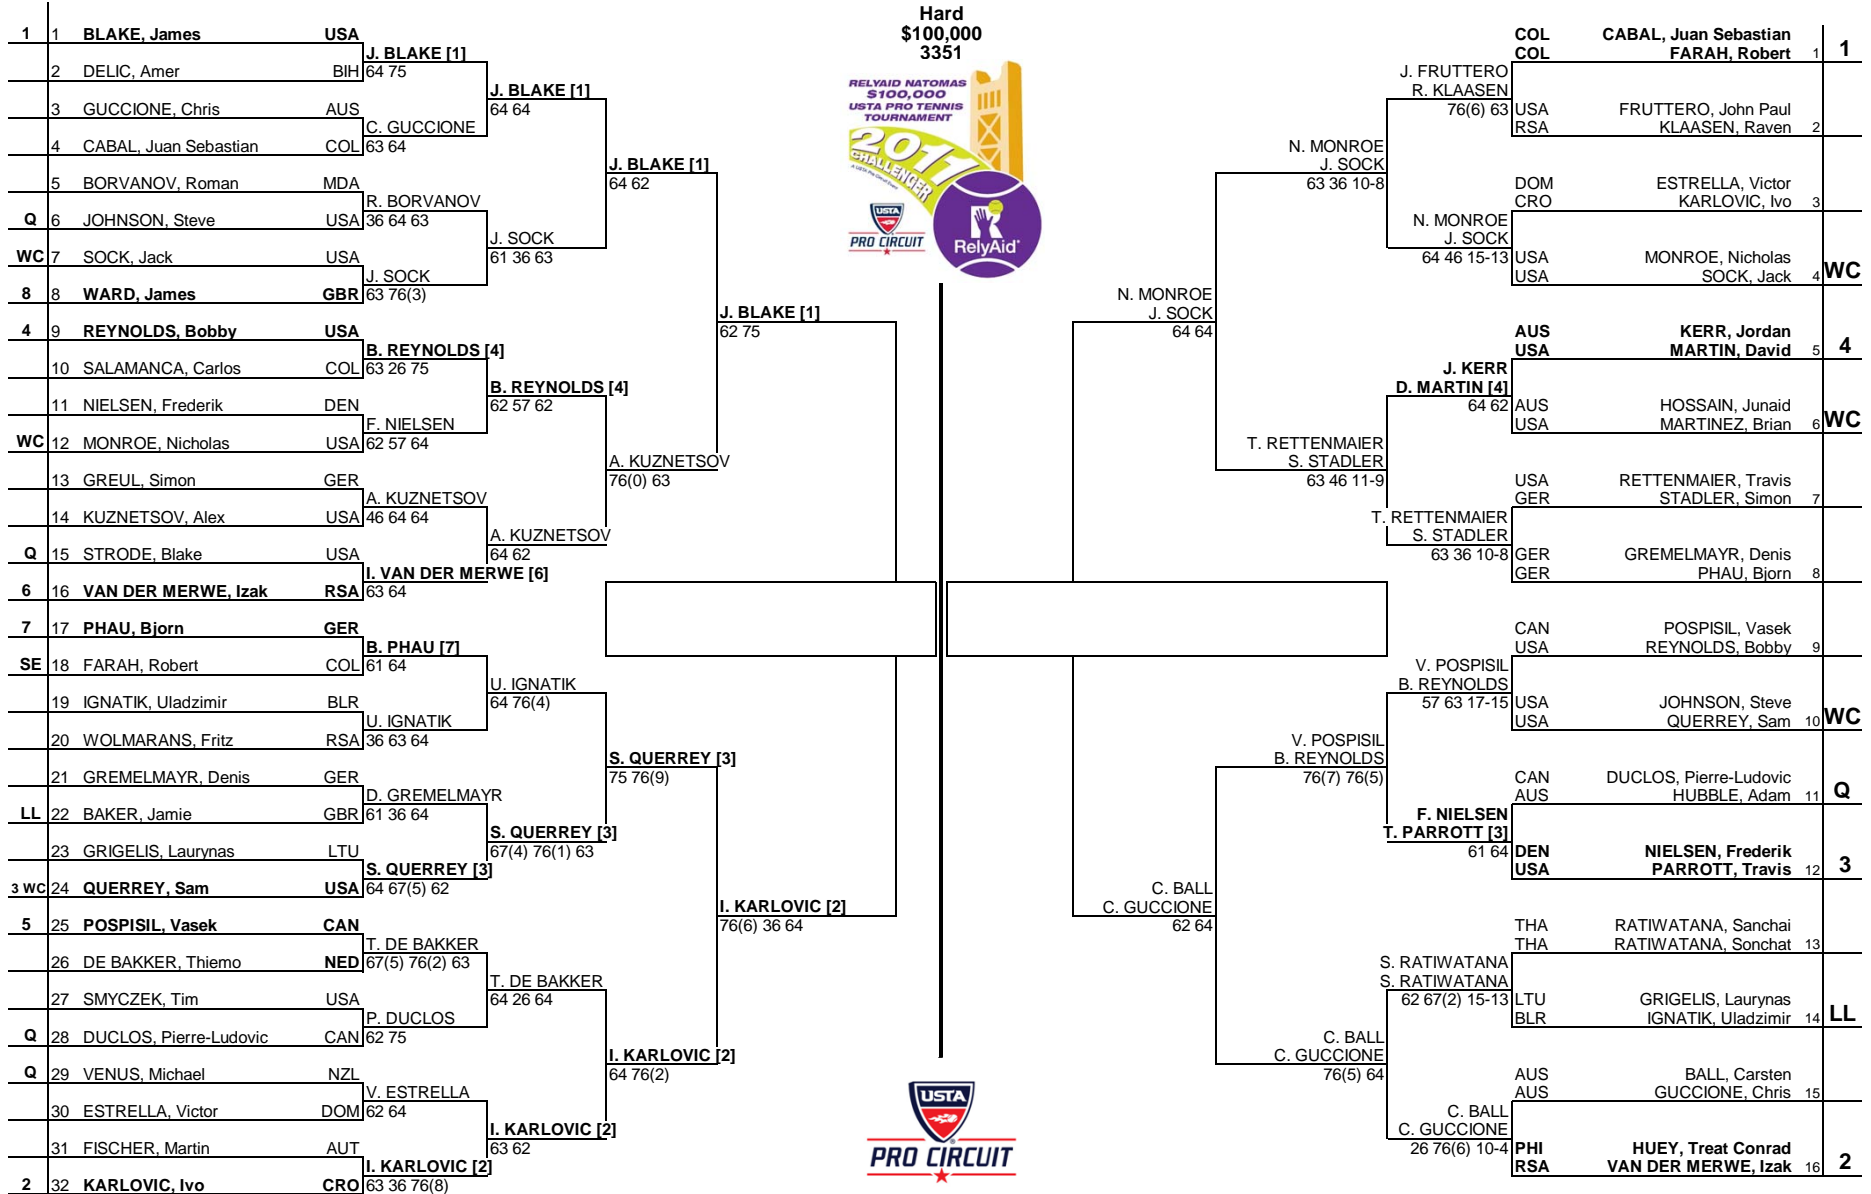 Hard
$100,000
3351
RELYAID NATOMAS
$100,000
USTA PRO TENNIS
TOURNAMENT
2011
CHALLENGER
USTA
PRO CIRCUIT
RelyAid
1 1 BLAKE, James USA
J. BLAKE [1]
2 DELIC, Amer BIH 64 75
J. BLAKE [1]
3 GUCCIONE, Chris AUS 64 64
C. GUCCIONE
4 CABAL, Juan Sebastian COL 63 64
J. BLAKE [1]
5 BORVANOV, Roman MDA 64 62
R. BORVANOV
Q 6 JOHNSON, Steve USA 36 64 63
J. SOCK
WC 7 SOCK, Jack USA 61 36 63
J. SOCK
8 8 WARD, James GBR 63 76(3)
J. BLAKE [1]
4 9 REYNOLDS, Bobby USA 62 75
B. REYNOLDS [4]
10 SALAMANCA, Carlos COL 63 26 75
B. REYNOLDS [4]
11 NIELSEN, Frederik DEN 62 57 62
F. NIELSEN
WC 12 MONROE, Nicholas USA 62 57 64
A. KUZNETSOV
13 GREUL, Simon GER 76(0) 63
A. KUZNETSOV
14 KUZNETSOV, Alex USA 46 64 64
A. KUZNETSOV
Q 15 STRODE, Blake USA 64 62
I. VAN DER MERWE [6]
6 16 VAN DER MERWE, Izak RSA 63 64
7 17 PHAU, Bjorn GER
B. PHAU [7]
SE 18 FARAH, Robert COL 61 64
U. IGNATIK
19 IGNATIK, Uladzimir BLR 64 76(4)
U. IGNATIK
20 WOLMARANS, Fritz RSA 36 63 64
S. QUERREY [3]
21 GREMELMAYR, Denis GER 75 76(9)
D. GREMELMAYR
LL 22 BAKER, Jamie GBR 61 36 64
S. QUERREY [3]
23 GRIGELIS, Laurynas LTU 67(4) 76(1) 63
S. QUERREY [3]
3 WC 24 QUERREY, Sam USA 64 67(5) 62
I. KARLOVIC [2]
5 25 POSPISIL, Vasek CAN 76(6) 36 64
T. DE BAKKER
26 DE BAKKER, Thiemo NED 67(5) 76(2) 63
T. DE BAKKER
27 SMYCZEK, Tim USA 64 26 64
P. DUCLOS
Q 28 DUCLOS, Pierre-Ludovic CAN 62 75
I. KARLOVIC [2]
Q 29 VENUS, Michael NZL 64 76(2)
V. ESTRELLA
30 ESTRELLA, Victor DOM 62 64
I. KARLOVIC [2]
31 FISCHER, Martin AUT 63 62
I. KARLOVIC [2]
2 32 KARLOVIC, Ivo CRO 63 36 76(8)
COL CABAL, Juan Sebastian
COL FARAH, Robert 1 1
J. FRUTTERO
R. KLAASEN
76(6) 63 USA FRUTTERO, John Paul
RSA KLAASEN, Raven 2
N. MONROE
J. SOCK
63 36 10-8
DOM ESTRELLA, Victor
CRO KARLOVIC, Ivo 3
N. MONROE
J. SOCK
64 46 15-13 USA MONROE, Nicholas
USA SOCK, Jack 4 WC
N. MONROE
J. SOCK
64 64
AUS KERR, Jordan
USA MARTIN, David 5 4
J. KERR
D. MARTIN [4]
64 62 AUS HOSSAIN, Junaid
USA MARTINEZ, Brian 6 WC
T. RETTENMAIER
S. STADLER
63 46 11-9
USA RETTENMAIER, Travis
GER STADLER, Simon 7
T. RETTENMAIER
S. STADLER
63 36 10-8 GER GREMELMAYR, Denis
GER PHAU, Bjorn 8
CAN POSPISIL, Vasek
USA REYNOLDS, Bobby 9
V. POSPISIL
B. REYNOLDS
57 63 17-15 USA JOHNSON, Steve
USA QUERREY, Sam 10 WC
V. POSPISIL
B. REYNOLDS
76(7) 76(5)
CAN DUCLOS, Pierre-Ludovic
AUS HUBBLE, Adam 11 Q
F. NIELSEN
T. PARROTT [3]
61 64 DEN NIELSEN, Frederik
USA PARROTT, Travis 12 3
C. BALL
C. GUCCIONE
62 64
THA RATIWATANA, Sanchai
THA RATIWATANA, Sonchat 13
S. RATIWATANA
S. RATIWATANA
62 67(2) 15-13 LTU GRIGELIS, Laurynas
BLR IGNATIK, Uladzimir 14 LL
C. BALL
C. GUCCIONE
76(5) 64
AUS BALL, Carsten
AUS GUCCIONE, Chris 15
C. BALL
C. GUCCIONE
26 76(6) 10-4 PHI HUEY, Treat Conrad
RSA VAN DER MERWE, Izak 16 2
USTA
PRO CIRCUIT